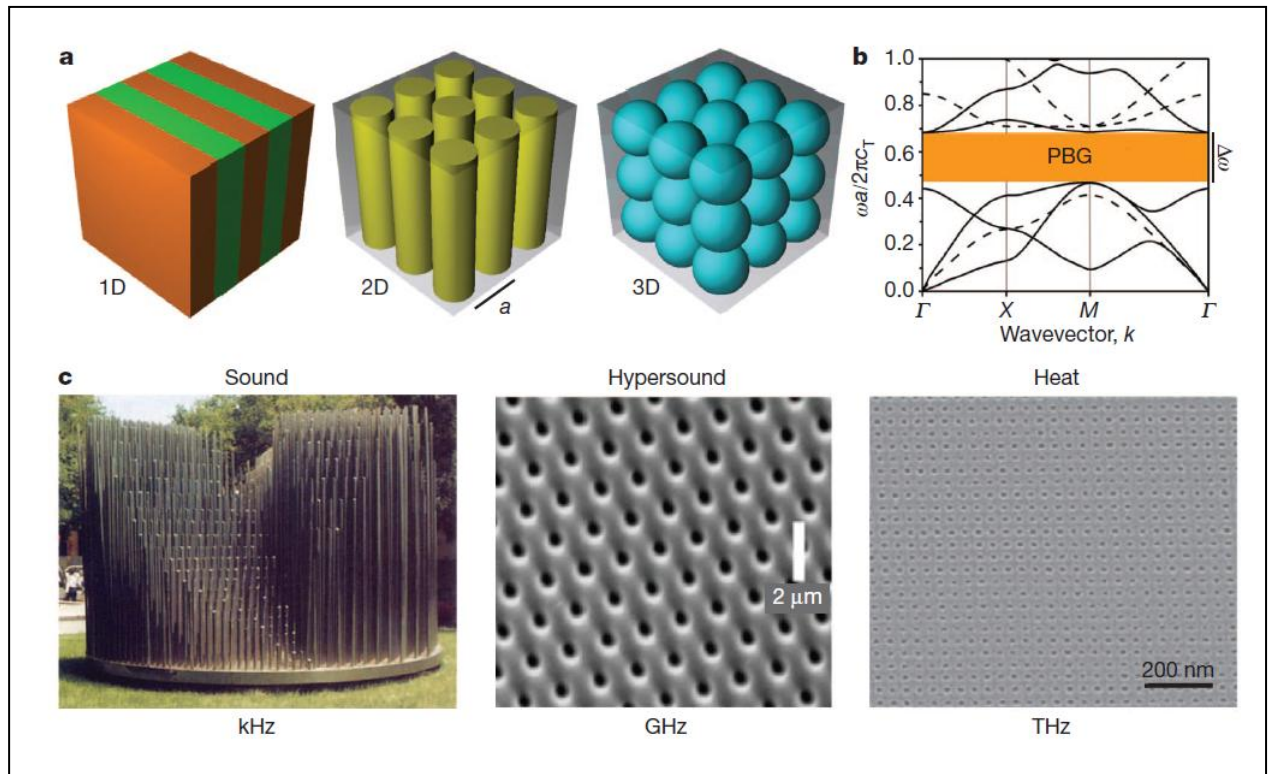 a
1D
2D
a
3D
b
1.0
0.8
0.6
0.4
0.2
0.0
ωa/2πc_T
PBG
Δω
Γ X M Γ
Wavevector, k
c
Sound Hypersound Heat
2 μm
200 nm
kHz GHz THz